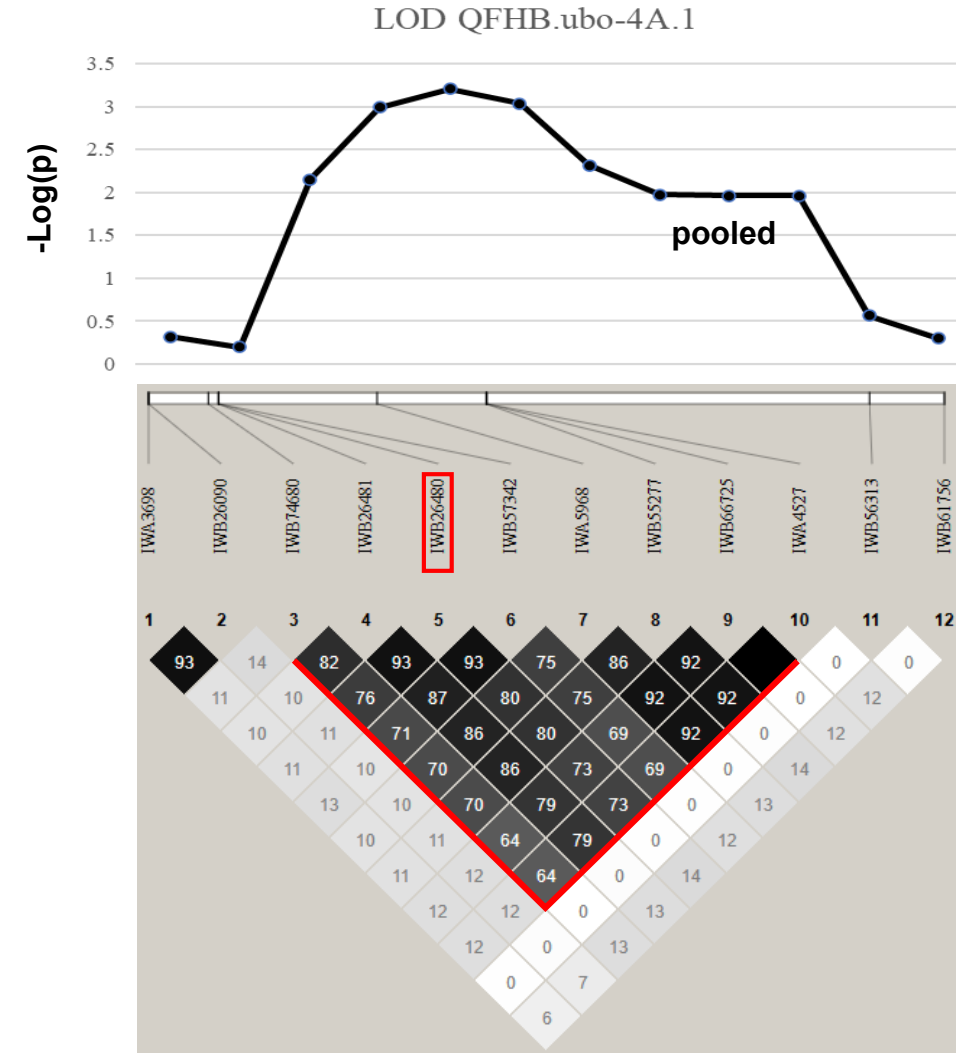 LOD QFHB.ubo-4A.1
3.5
3
2.5
2
1.5
1
0.5
0
-Log(p)
pooled
IWA3698
IWB26090
IWB74680
IWB26481
IWB26480
IWB57342
IWA5968
IWB55277
IWB66725
IWA4527
IWB56313
IWB61756
1 2 3 4 5 6 7 8 9 10 11 12
93 14 82 93 93 75 86 92 0 0
11 10 76 87 80 75 92 92 0 12
10 11 71 86 80 69 92 0 12
11 10 70 86 73 69 0 14
13 10 70 79 73 0 13
10 11 64 79 0 12
11 12 64 0 14
12 12 0 13
12 0 13
0 7
6